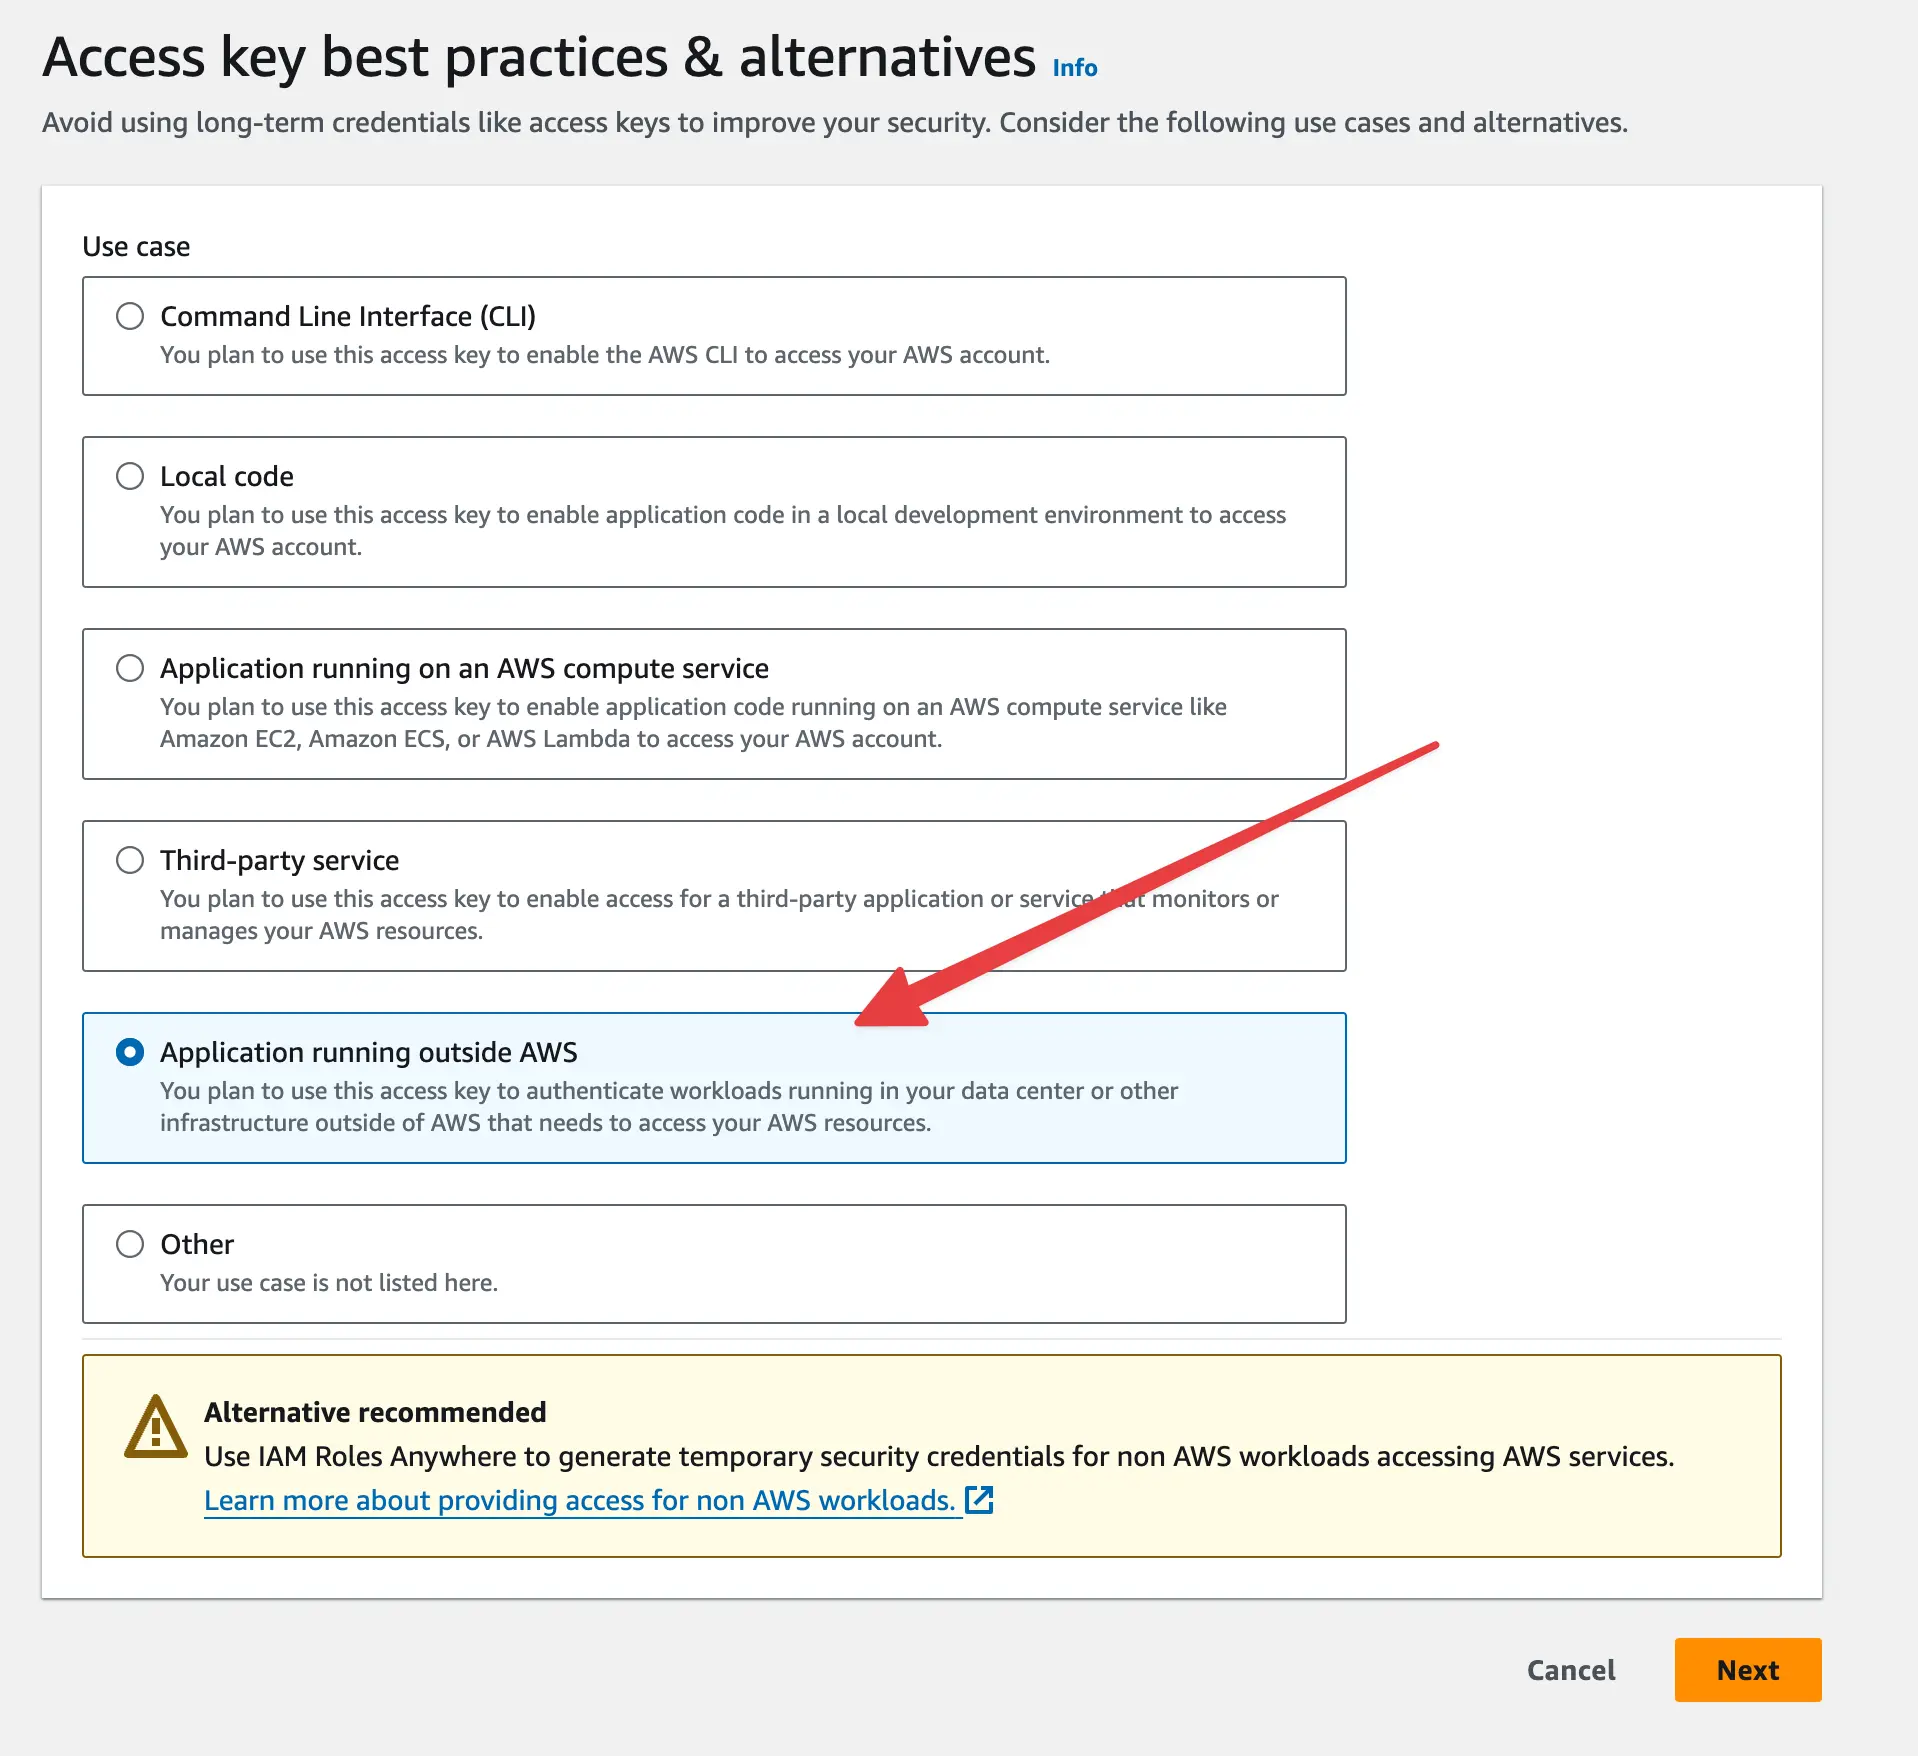 Access key best practices & alternatives Info
Avoid using long-term credentials like access keys to improve your security. Consider the following use cases and alternatives.
Use case
Command Line Interface (CLI)
You plan to use this access key to enable the AWS CLI to access your AWS account.
Local code
You plan to use this access key to enable application code in a local development environment to access
your AWS account.
Application running on an AWS compute service
You plan to use this access key to enable application code running on an AWS compute service like
Amazon EC2, Amazon ECS, or AWS Lambda to access your AWS account.
Third-party service
You plan to use this access key to enable access for a third-party application or service that monitors or
manages your AWS resources.
Application running outside AWS
You plan to use this access key to authenticate workloads running in your data center or other
infrastructure outside of AWS that needs to access your AWS resources.
Other
Your use case is not listed here.
Alternative recommended
Use IAM Roles Anywhere to generate temporary security credentials for non AWS workloads accessing AWS services.
Learn more about providing access for non AWS workloads.
Cancel
Next